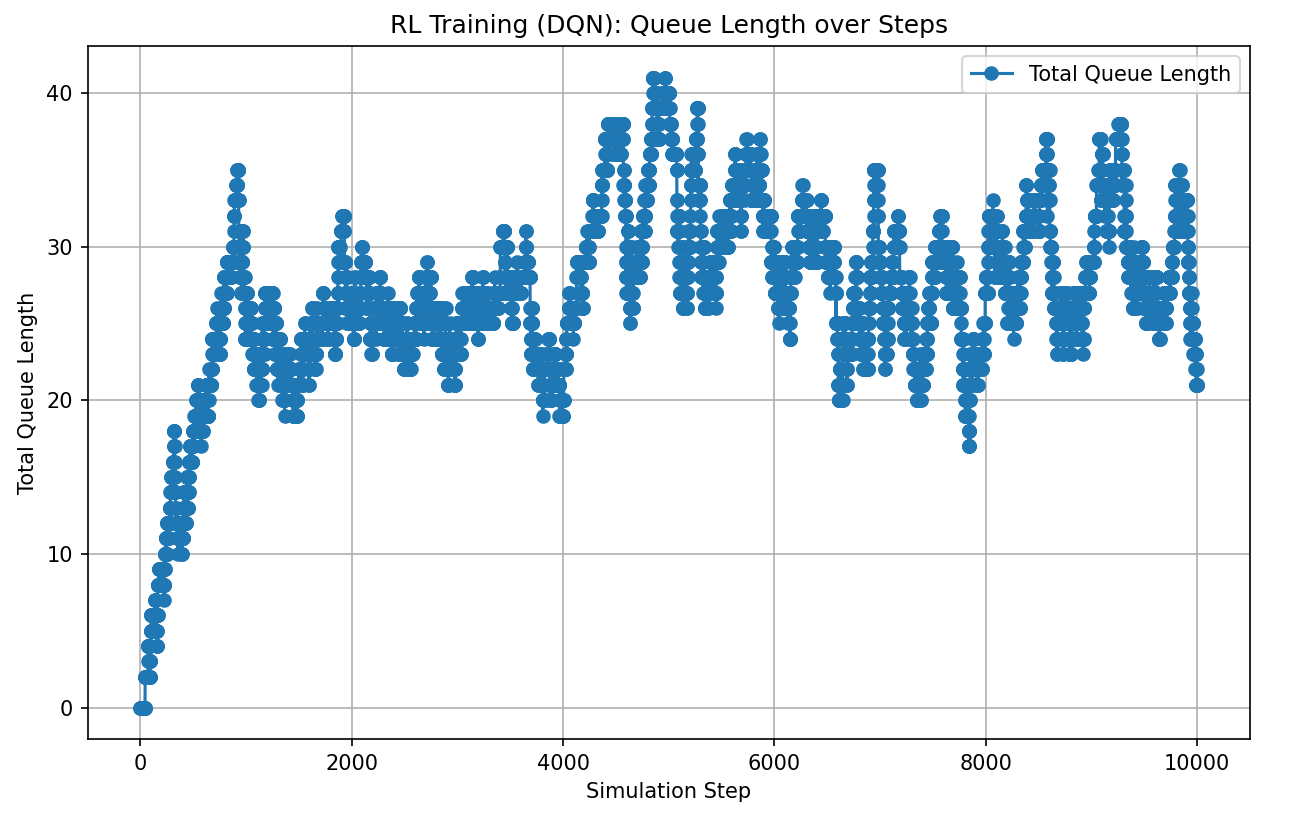 RL Training (DQN): Queue Length over Steps
Total Queue Length
40
30
20
10
0
Total Queue Length
0 2000 4000 6000 8000 10000
Simulation Step